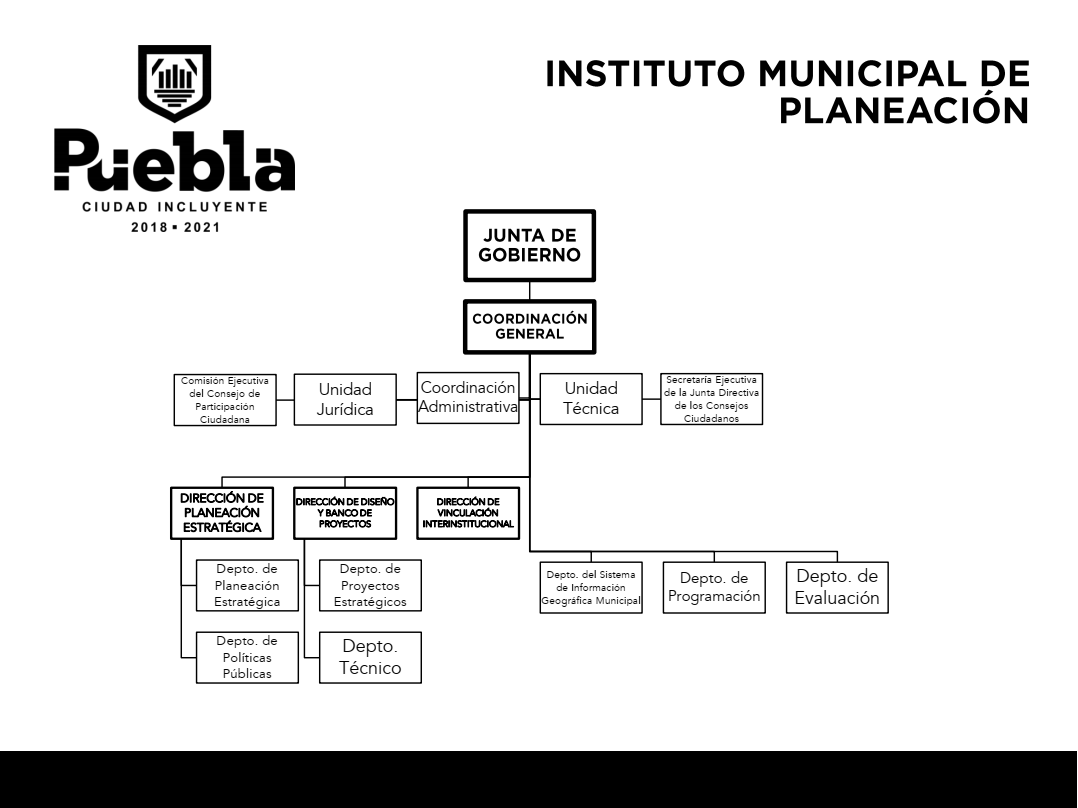 Puebla
CIUDAD INCLUYENTE
2018 ▪ 2021
INSTITUTO MUNICIPAL DE
PLANEACIÓN
JUNTA DE
GOBIERNO
COORDINACIÓN
GENERAL
Comisión Ejecutiva
del Consejo de
Participación
Ciudadana
Unidad
Jurídica
Coordinación
Administrativa
Unidad
Técnica
Secretaría Ejecutiva
de la Junta Directiva
de los Consejos
Ciudadanos
DIRECCIÓN DE
PLANEACIÓN
ESTRATÉGICA
DIRECCIÓN DE DISEÑO
Y BANCO DE
PROYECTOS
DIRECCIÓN DE
VINCULACIÓN
INTERINSTITUCIONAL
Depto. de
Planeación
Estratégica
Depto. de
Proyectos
Estratégicos
Depto. del Sistema
de Información
Geográfica Municipal
Depto. de
Programación
Depto. de
Evaluación
Depto. de
Políticas
Públicas
Depto.
Técnico